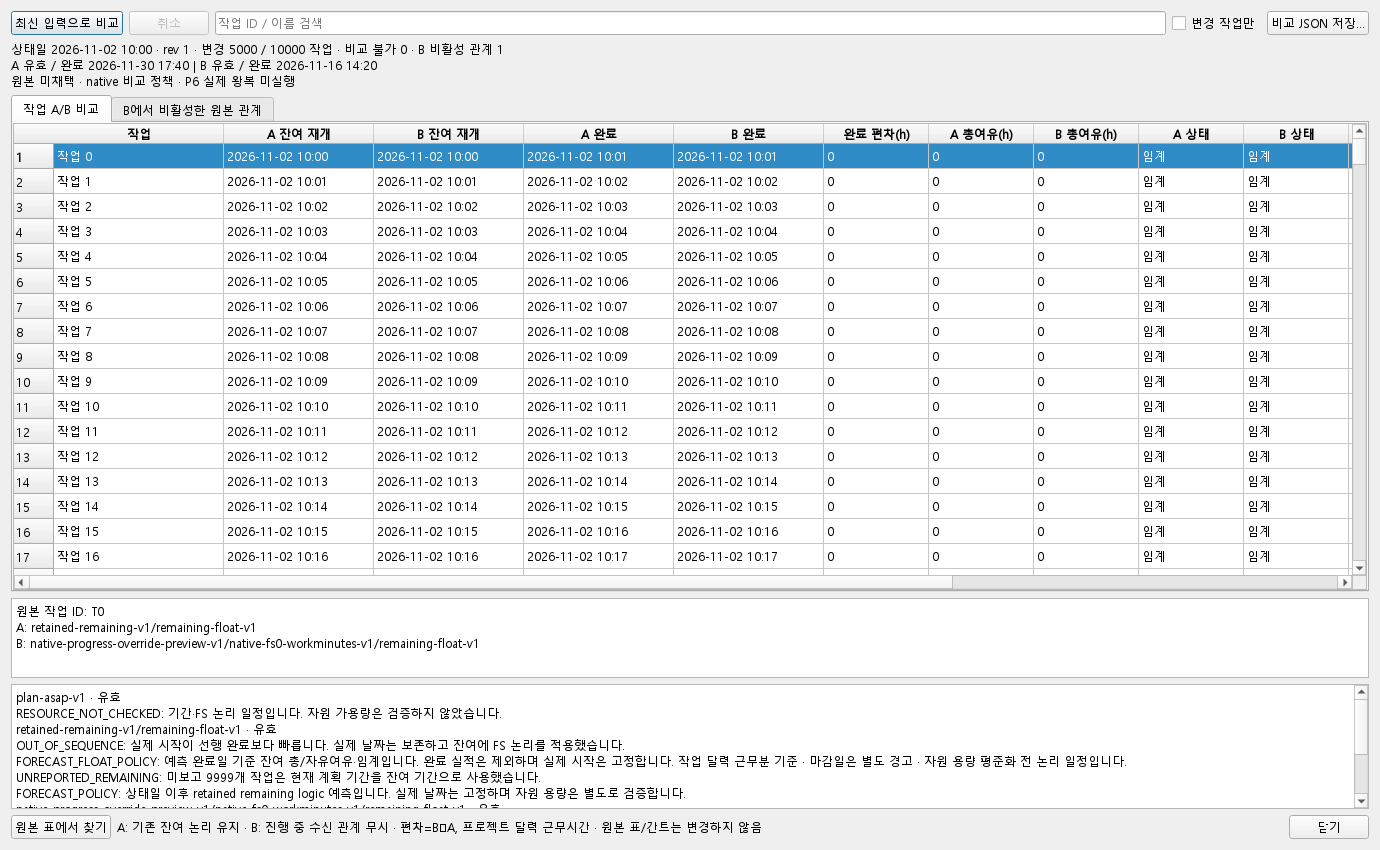 최신 입력으로 비교 취소 작업 ID / 이름 검색 변경 작업만 비교 JSON 저장...
상태일 2026-11-02 10:00 · rev 1 · 변경 5000 / 10000 작업 · 비교 불가 0 · B 비활성 관계 1
A 유효 / 완료 2026-11-30 17:40 | B 유효 / 완료 2026-11-16 14:20
원본 미채택 · native 비교 정책 · P6 실제 왕복 미실행
작업 A/B 비교 B에서 비활성한 원본 관계
작업 A 잔여 재개 B 잔여 재개 A 완료 B 완료 완료 편차(h) A 총여유(h) B 총여유(h) A 상태 B 상태
1 작업 0 2026-11-02 10:00 2026-11-02 10:00 2026-11-02 10:01 2026-11-02 10:01 0 0 0 임계 임계
2 작업 1 2026-11-02 10:01 2026-11-02 10:01 2026-11-02 10:02 2026-11-02 10:02 0 0 0 임계 임계
3 작업 2 2026-11-02 10:02 2026-11-02 10:02 2026-11-02 10:03 2026-11-02 10:03 0 0 0 임계 임계
4 작업 3 2026-11-02 10:03 2026-11-02 10:03 2026-11-02 10:04 2026-11-02 10:04 0 0 0 임계 임계
5 작업 4 2026-11-02 10:04 2026-11-02 10:04 2026-11-02 10:05 2026-11-02 10:05 0 0 0 임계 임계
6 작업 5 2026-11-02 10:05 2026-11-02 10:05 2026-11-02 10:06 2026-11-02 10:06 0 0 0 임계 임계
7 작업 6 2026-11-02 10:06 2026-11-02 10:06 2026-11-02 10:07 2026-11-02 10:07 0 0 0 임계 임계
8 작업 7 2026-11-02 10:07 2026-11-02 10:07 2026-11-02 10:08 2026-11-02 10:08 0 0 0 임계 임계
9 작업 8 2026-11-02 10:08 2026-11-02 10:08 2026-11-02 10:09 2026-11-02 10:09 0 0 0 임계 임계
10 작업 9 2026-11-02 10:09 2026-11-02 10:09 2026-11-02 10:10 2026-11-02 10:10 0 0 0 임계 임계
11 작업 10 2026-11-02 10:10 2026-11-02 10:10 2026-11-02 10:11 2026-11-02 10:11 0 0 0 임계 임계
12 작업 11 2026-11-02 10:11 2026-11-02 10:11 2026-11-02 10:12 2026-11-02 10:12 0 0 0 임계 임계
13 작업 12 2026-11-02 10:12 2026-11-02 10:12 2026-11-02 10:13 2026-11-02 10:13 0 0 0 임계 임계
14 작업 13 2026-11-02 10:13 2026-11-02 10:13 2026-11-02 10:14 2026-11-02 10:14 0 0 0 임계 임계
15 작업 14 2026-11-02 10:14 2026-11-02 10:14 2026-11-02 10:15 2026-11-02 10:15 0 0 0 임계 임계
16 작업 15 2026-11-02 10:15 2026-11-02 10:15 2026-11-02 10:16 2026-11-02 10:16 0 0 0 임계 임계
17 작업 16 2026-11-02 10:16 2026-11-02 10:16 2026-11-02 10:17 2026-11-02 10:17 0 0 0 임계 임계
원본 작업 ID: T0
A: retained-remaining-v1/remaining-float-v1
B: native-progress-override-preview-v1/native-fs0-workminutes-v1/remaining-float-v1
plan-asap-v1 · 유효
RESOURCE_NOT_CHECKED: 기간·FS 논리 일정입니다. 자원 가용량은 검증하지 않았습니다.
retained-remaining-v1/remaining-float-v1 · 유효
OUT_OF_SEQUENCE: 실제 시작이 선행 완료보다 빠릅니다. 실제 날짜는 보존하고 잔여에 FS 논리를 적용했습니다.
FORECAST_FLOAT_POLICY: 예측 완료일 기준 잔여 총/자유여유·임계입니다. 완료 실적은 제외하며 실제 시작은 고정합니다. 작업 달력 근무분 기준 · 마감일은 별도 경고 · 자원 용량 평준화 전 논리 일정입니다.
UNREPORTED_REMAINING: 미보고 9999개 작업은 현재 계획 기간을 잔여 기간으로 사용했습니다.
FORECAST_POLICY: 상태일 이후 retained remaining logic 예측입니다. 실제 날짜는 고정하며 자원 용량은 별도로 검증합니다.
native-progress-override-preview-v1/native-fs0-workminutes-v1/remaining-float-v1 · 유효
원본 표에서 찾기 A: 기존 잔여 논리 유지 · B: 진행 중 수신 관계 무시 · 편차=B□A, 프로젝트 달력 근무시간 · 원본 표/간트는 변경하지 않음 닫기